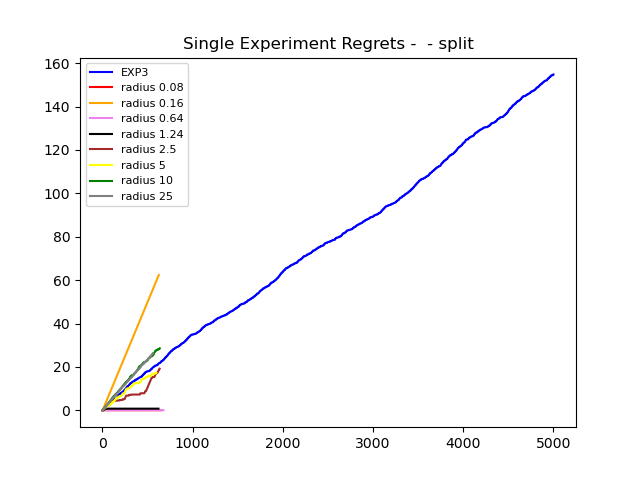 Single Experiment Regrets -  - split
160
140
120
100
80
60
40
20
0
EXP3
radius 0.08
radius 0.16
radius 0.64
radius 1.24
radius 2.5
radius 5
radius 10
radius 25
0 1000 2000 3000 4000 5000